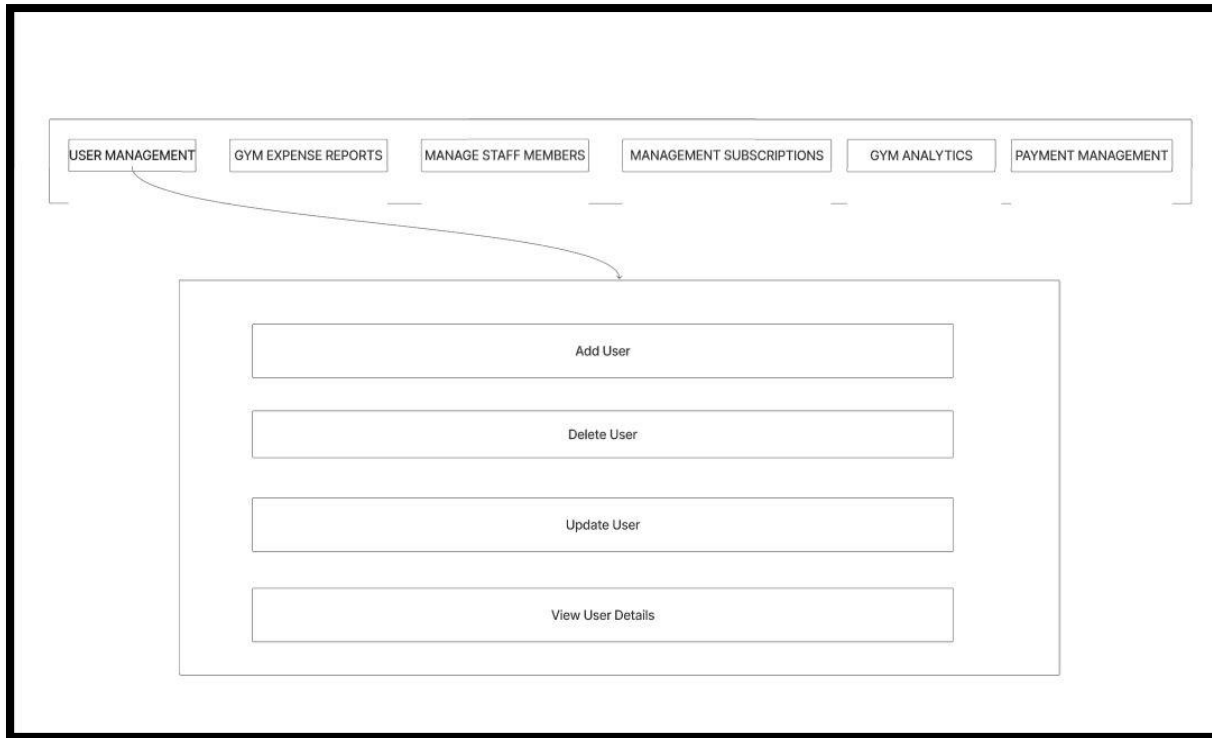 USER MANAGEMENT
GYM EXPENSE REPORTS
MANAGE STAFF MEMBERS
MANAGEMENT SUBSCRIPTIONS
GYM ANALYTICS
PAYMENT MANAGEMENT
Add User
Delete User
Update User
View User Details